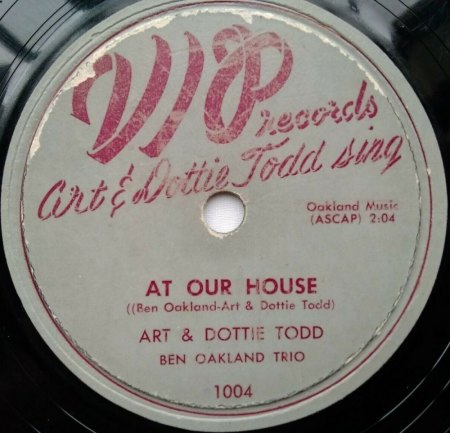 VIP records
Art & Dottie Todd sing
Oakland Music
(ASCAP) 2:04
AT OUR HOUSE
((Ben Oakland-Art & Dottie Todd)
ART & DOTTIE TODD
BEN OAKLAND TRIO
1004